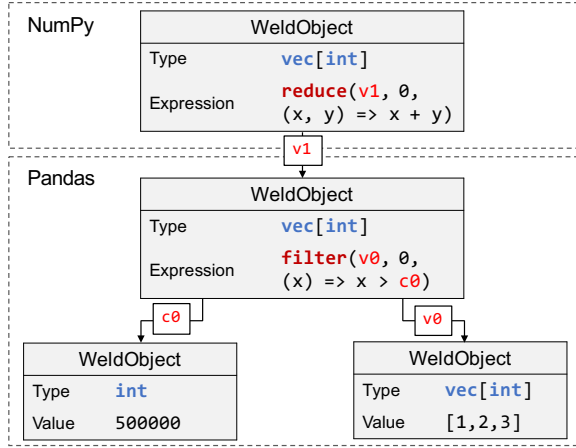 NumPy
WeldObject
Type vec[int]
Expression reduce(v1, 0,
(x, y) => x + y)
v1
Pandas
WeldObject
Type vec[int]
Expression filter(v0, 0,
(x) => x > c0)
c0 v0
WeldObject
Type int
Value 500000
WeldObject
Type vec[int]
Value [1,2,3]